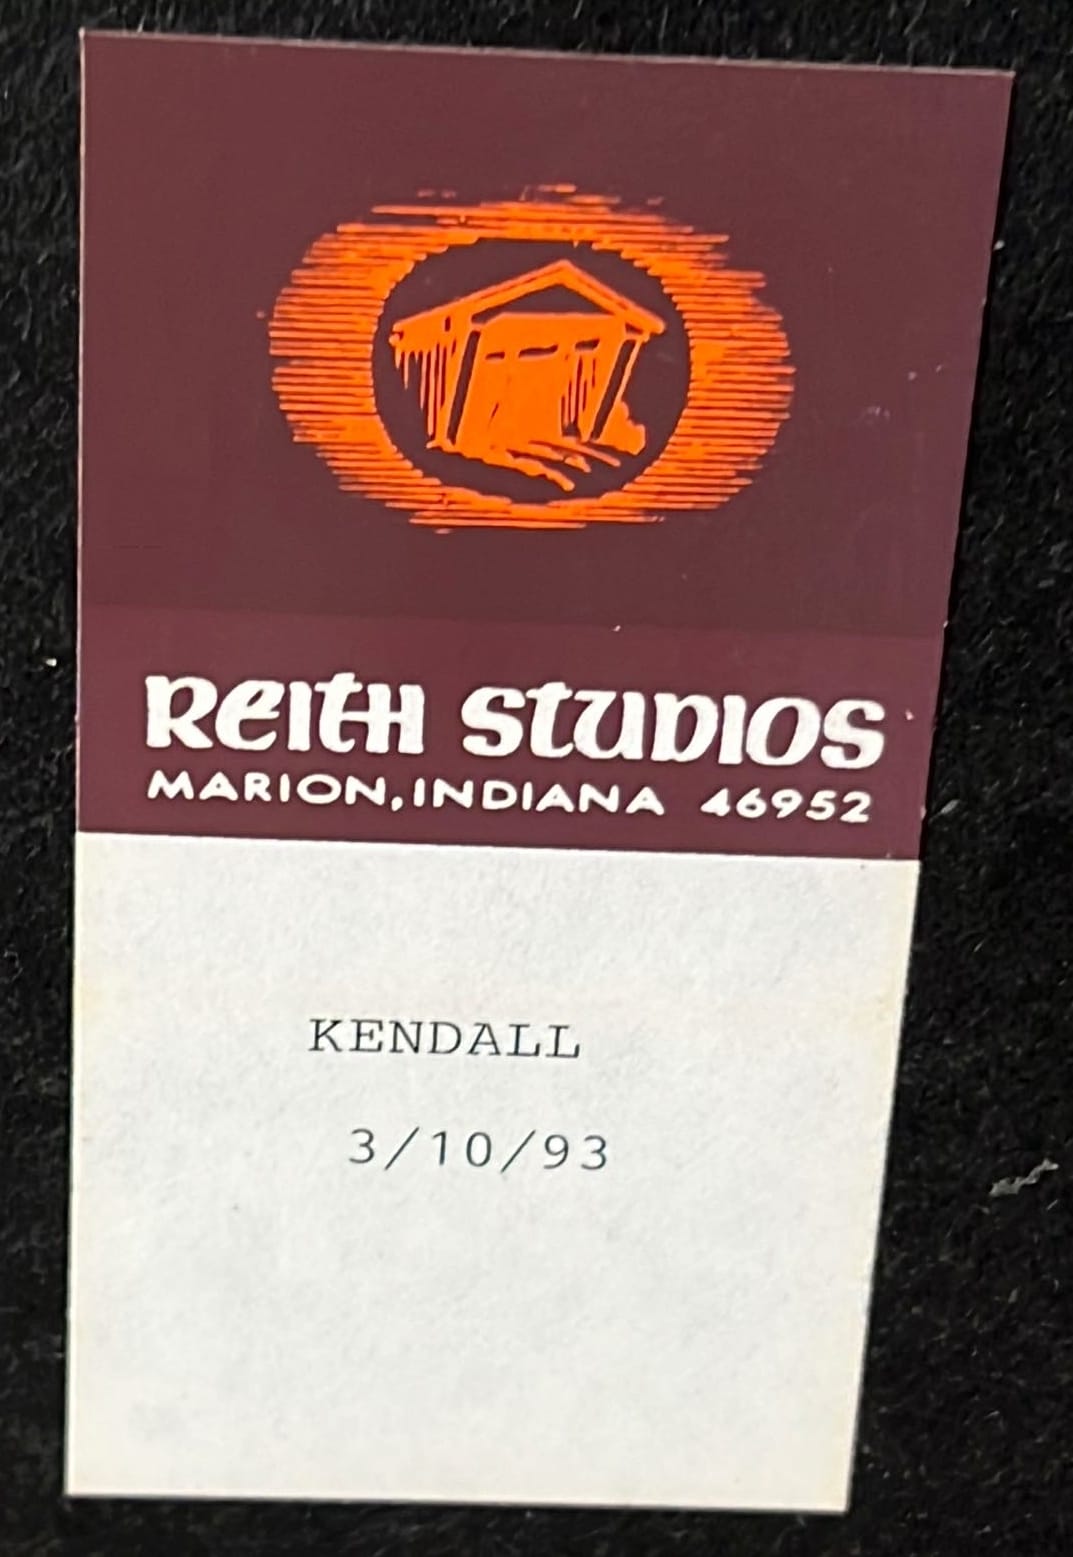 Reith Studios
MARION, INDIANA 46952
KENDALL
3/10/93